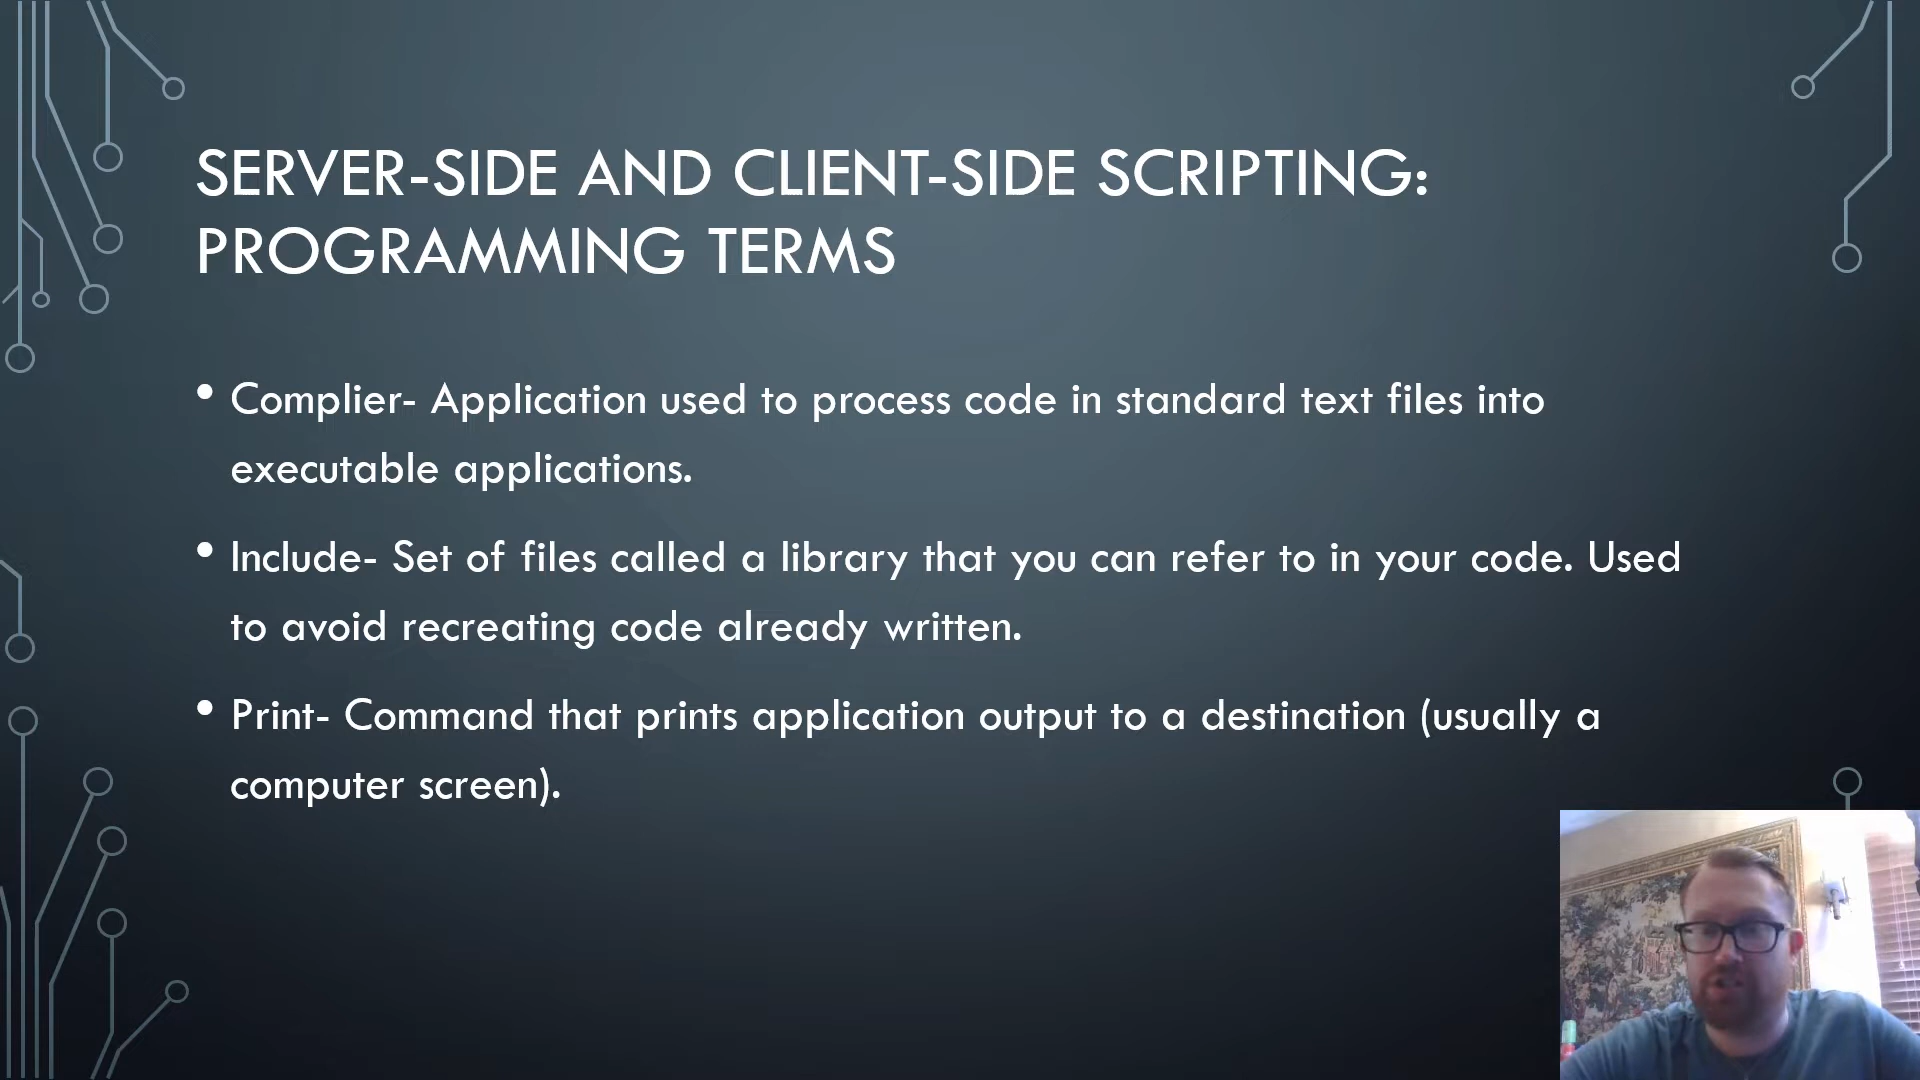 SERVER-SIDE AND CLIENT-SIDE SCRIPTING:
PROGRAMMING TERMS
• Complier- Application used to process code in standard text files into
executable applications.
• Include- Set of files called a library that you can refer to in your code. Used
to avoid recreating code already written.
• Print- Command that prints application output to a destination (usually a
computer screen).